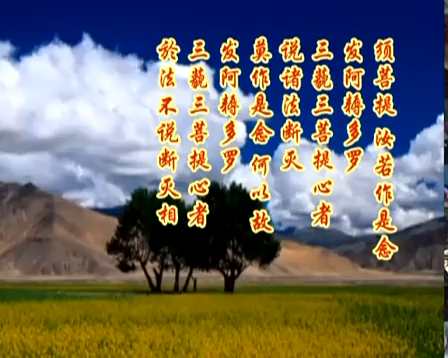 须菩提汝若作是念
发阿耨多罗
三藐三菩提心者
说诸法断灭
莫作是念何以故
发阿耨多罗
三藐三菩提心者
於法不说断灭相